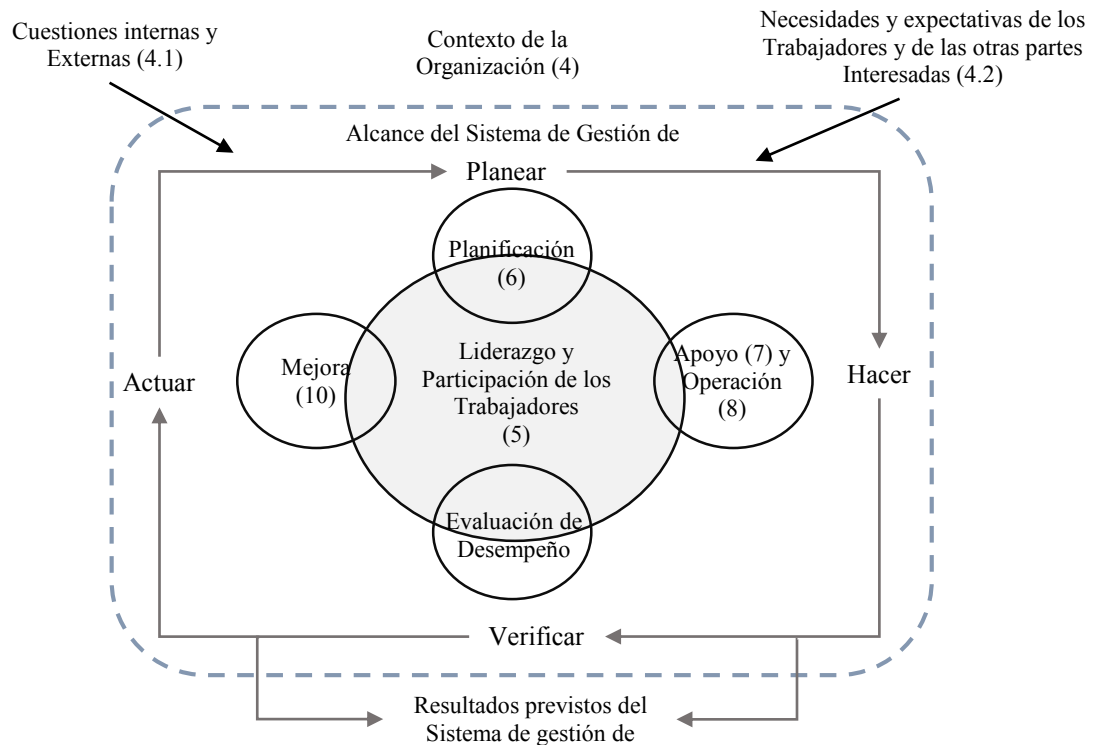 Cuestiones internas y
Externas (4.1)
Contexto de la
Organización (4)
Necesidades y expectativas de los
Trabajadores y de las otras partes
Interesadas (4.2)
Alcance del Sistema de Gestión de
Planear
Planificación
(6)
Actuar
Mejora
(10)
Liderazgo y
Participación de los
Trabajadores
(5)
Apoyo (7) y
Operación
(8)
Hacer
Evaluación de
Desempeño
Verificar
Resultados previstos del
Sistema de gestión de